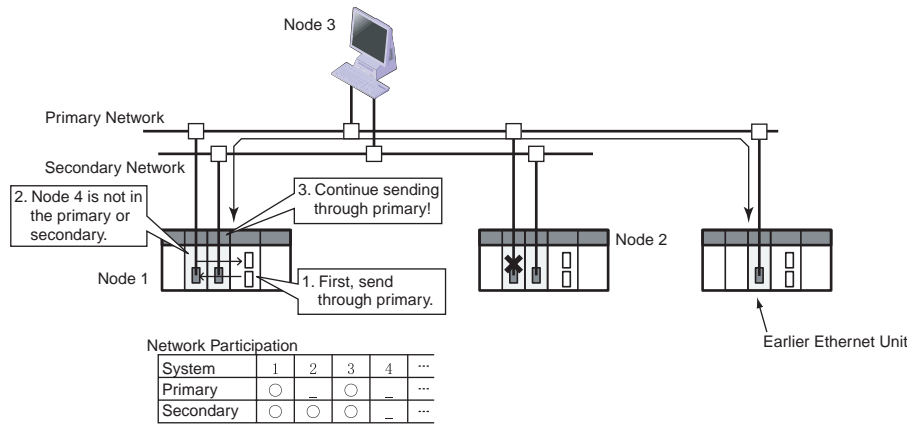 Node 3
Primary Network
Secondary Network
2. Node 4 is not in
the primary or
secondary.
3. Continue sending
through primary!
Node 2
Node 1
1. First, send
through primary.
Earlier Ethernet Unit
Network Participation
System 1 2 3 4 ...
Primary ○ _ ○ _ ...
Secondary ○ ○ ○ _ ...